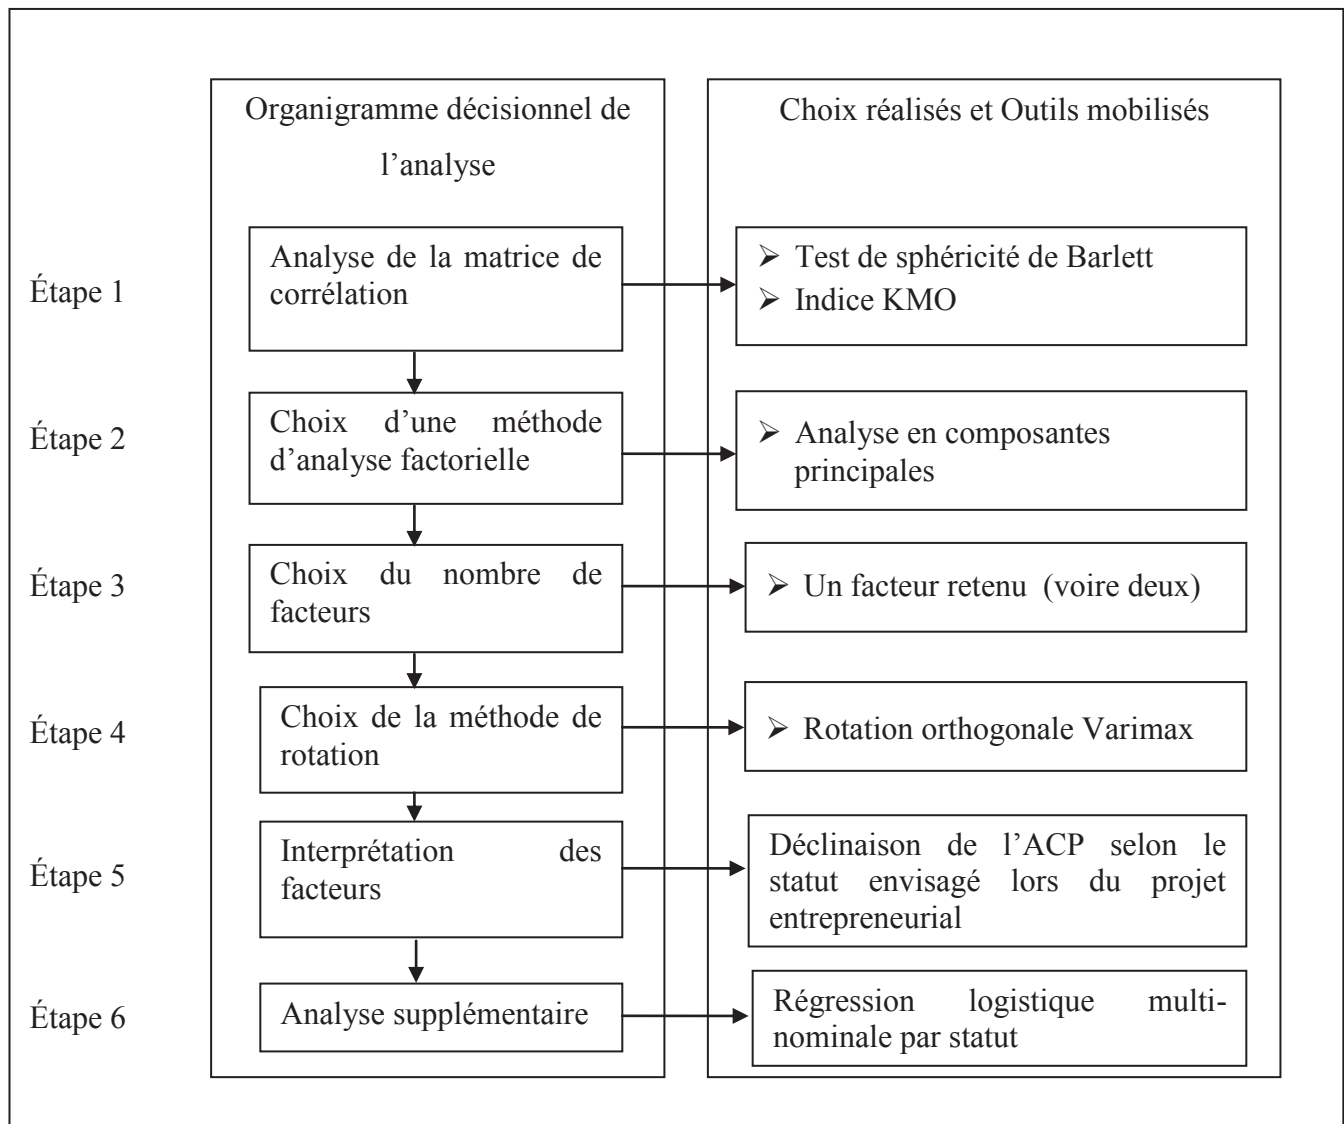 Organigramme décisionnel de
l’analyse
Choix réalisés et Outils mobilisés
Étape 1
Analyse de la matrice de
corrélation
➢ Test de sphéricité de Barlett
➢ Indice KMO
Étape 2
Choix d’une méthode
d’analyse factorielle
➢ Analyse en composantes
principales
Étape 3
Choix du nombre de
facteurs
➢ Un facteur retenu (voire deux)
Étape 4
Choix de la méthode de
rotation
➢ Rotation orthogonale Varimax
Étape 5
Interprétation des
facteurs
Déclinaison de l’ACP selon le
statut envisagé lors du projet
entrepreneurial
Étape 6
Analyse supplémentaire
Régression logistique multi-
nominale par statut